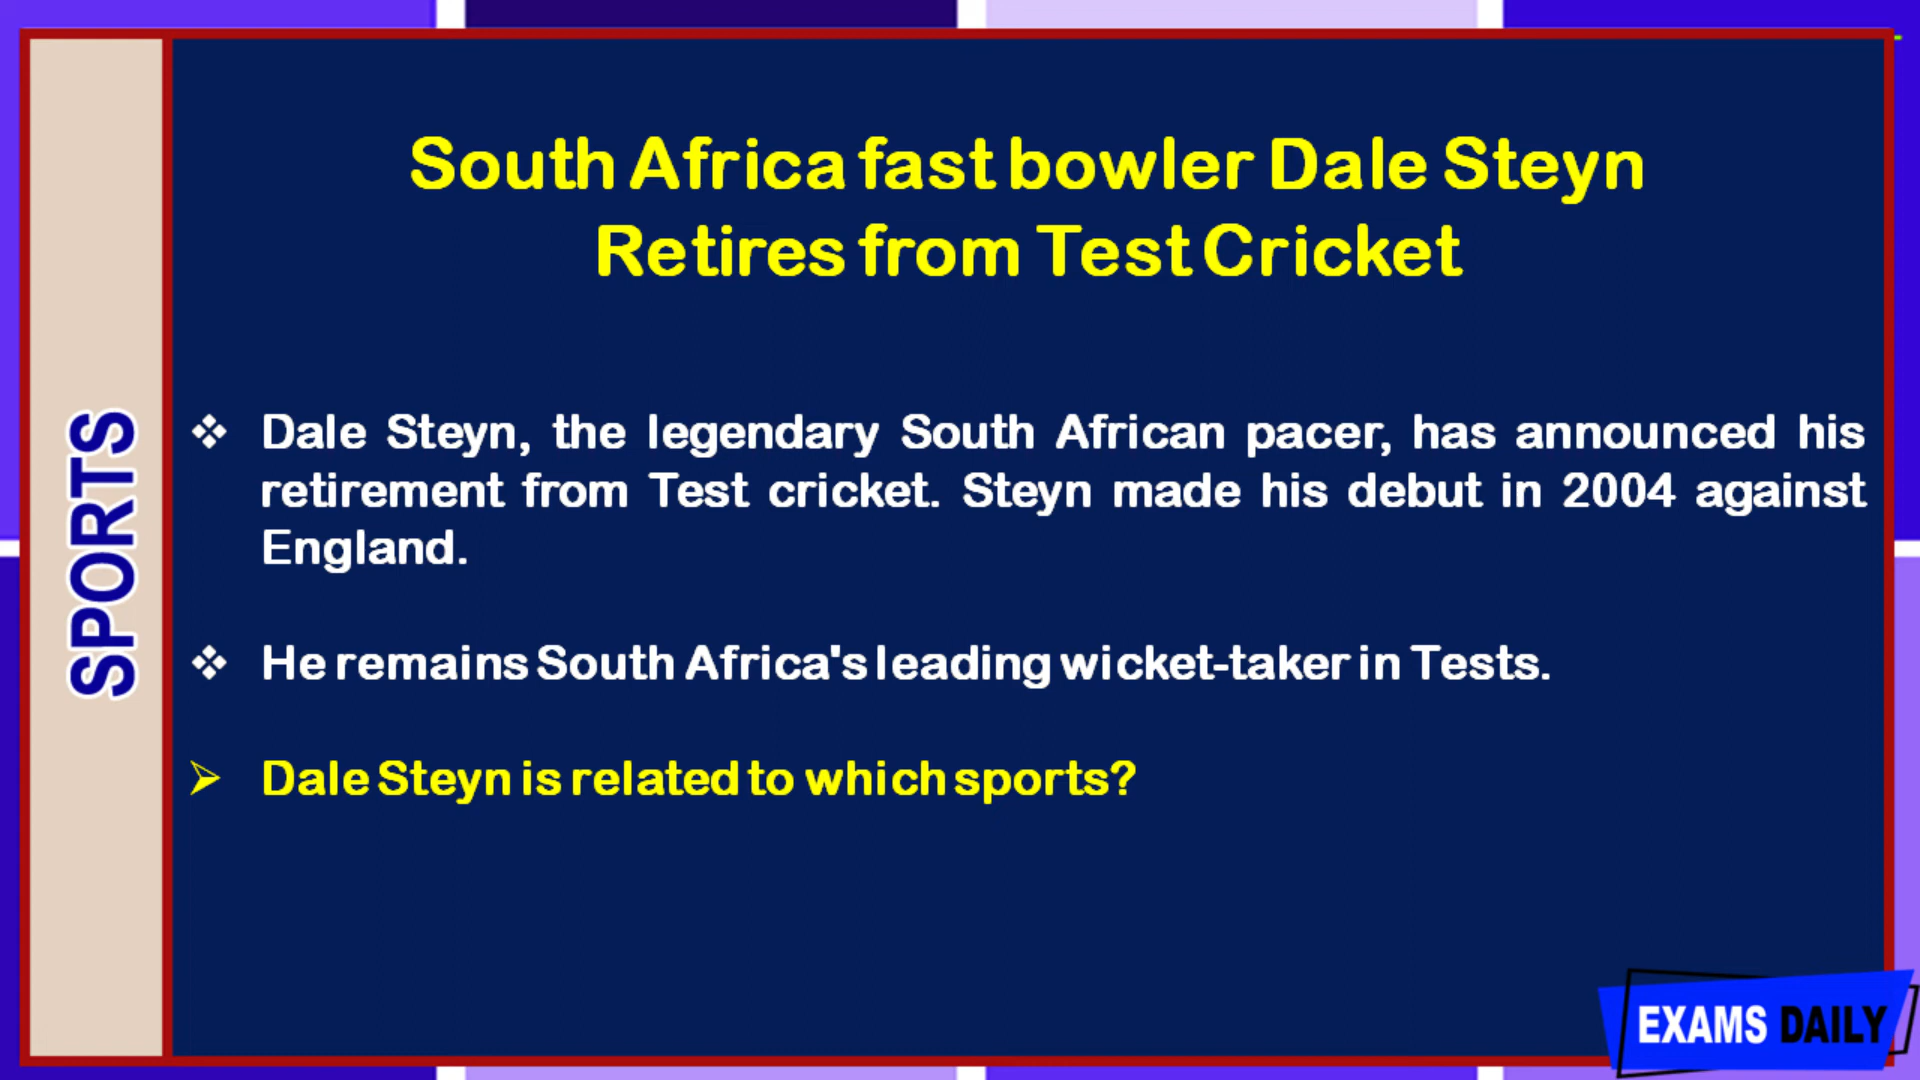 South Africa fast bowler Dale Steyn
Retires from Test Cricket
SPORTS
❖ Dale Steyn, the legendary South African pacer, has announced his
retirement from Test cricket. Steyn made his debut in 2004 against
England.
❖ He remains South Africa's leading wicket-taker in Tests.
➢ Dale Steyn is related to which sports?
EXAMS DAILY